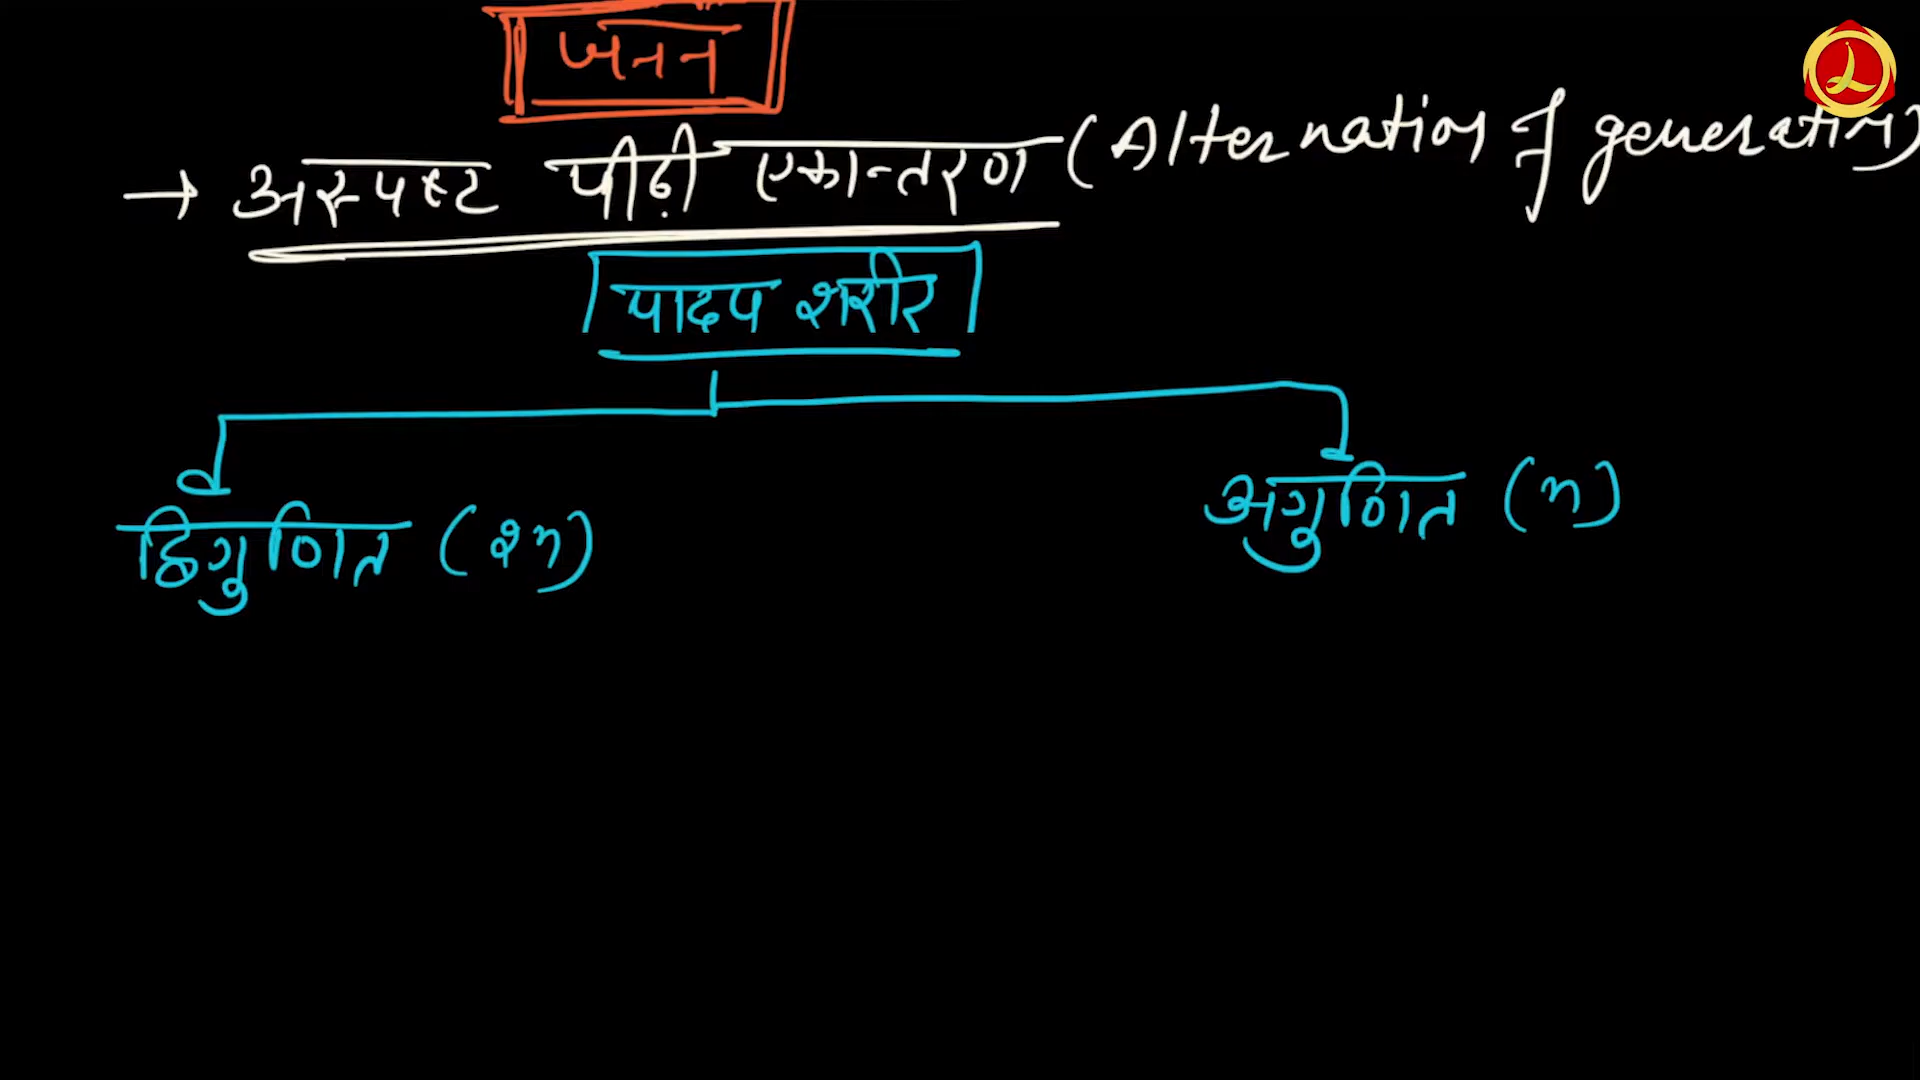 जनन
→ अस्पष्ट पीढ़ी एकान्तरण (Alternation of generation)
पादप शरीर
द्विगुणित (2n) अगुणित (n)